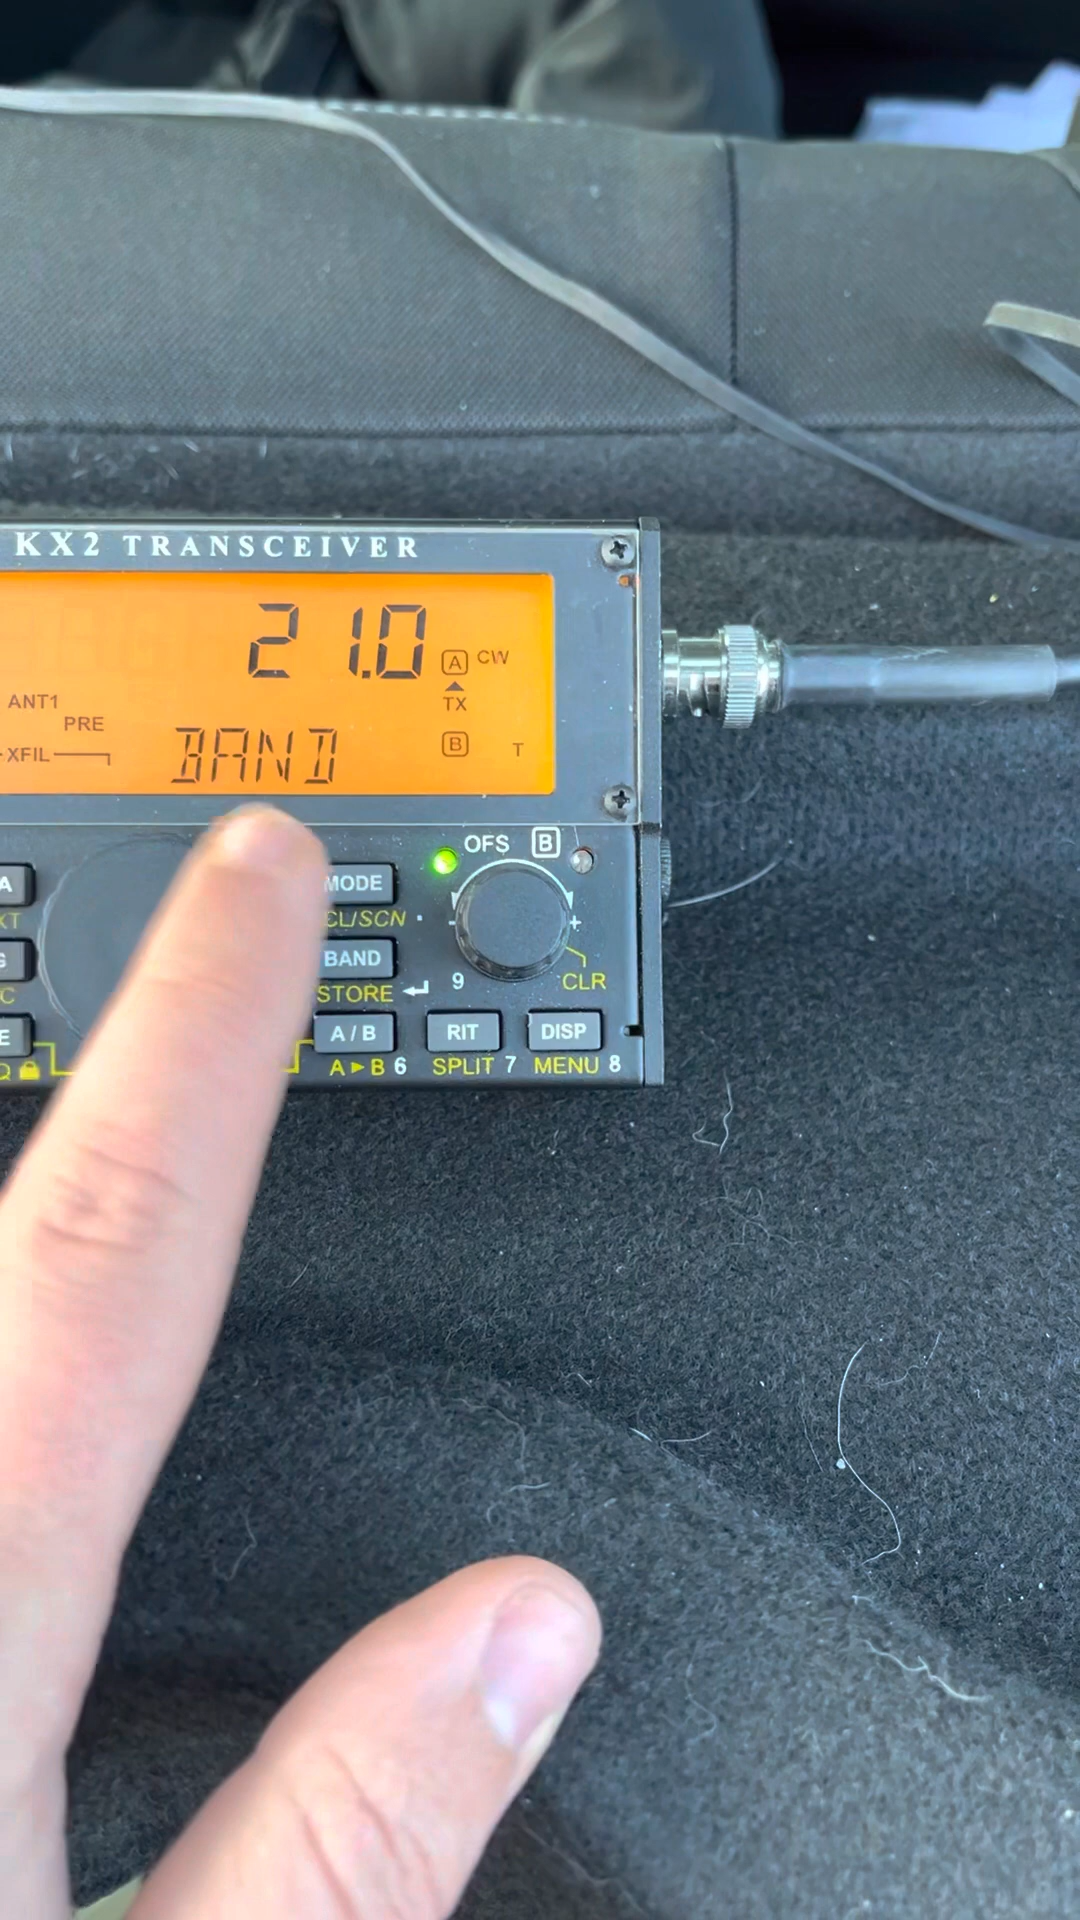 KX2 TRANSCEIVER
21.0
A CW
ANT1
TX
PRE
XFIL
BAND
B T
OFS B
A
MODE
CL/SCN
-
+
BAND
STORE
9
CLR
E
A / B
RIT
DISP
A ► B 6
SPLIT 7
MENU 8